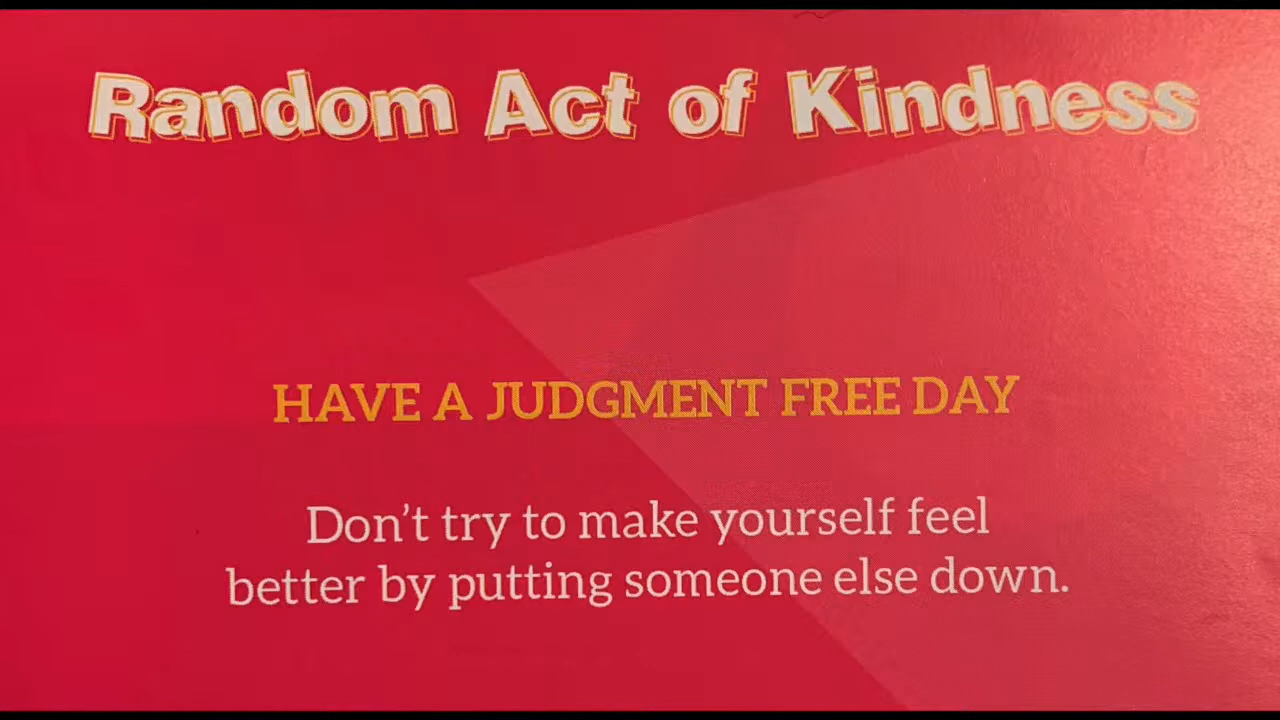 Random Act of Kindness
HAVE A JUDGMENT FREE DAY
Don't try to make yourself feel
better by putting someone else down.